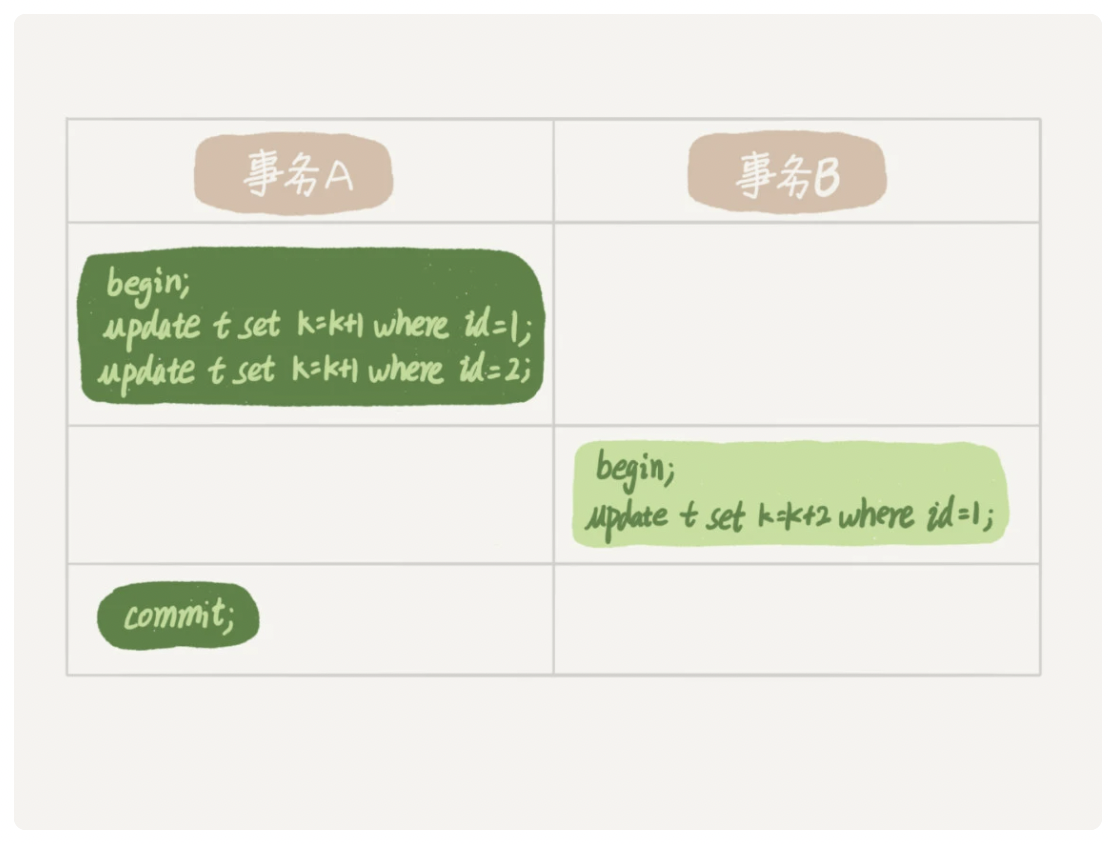 事务A
事务B
begin;
update t set k=k+1 where id=1;
update t set k=k+1 where id=2;
begin;
update t set k=k+2 where id=1;
commit;